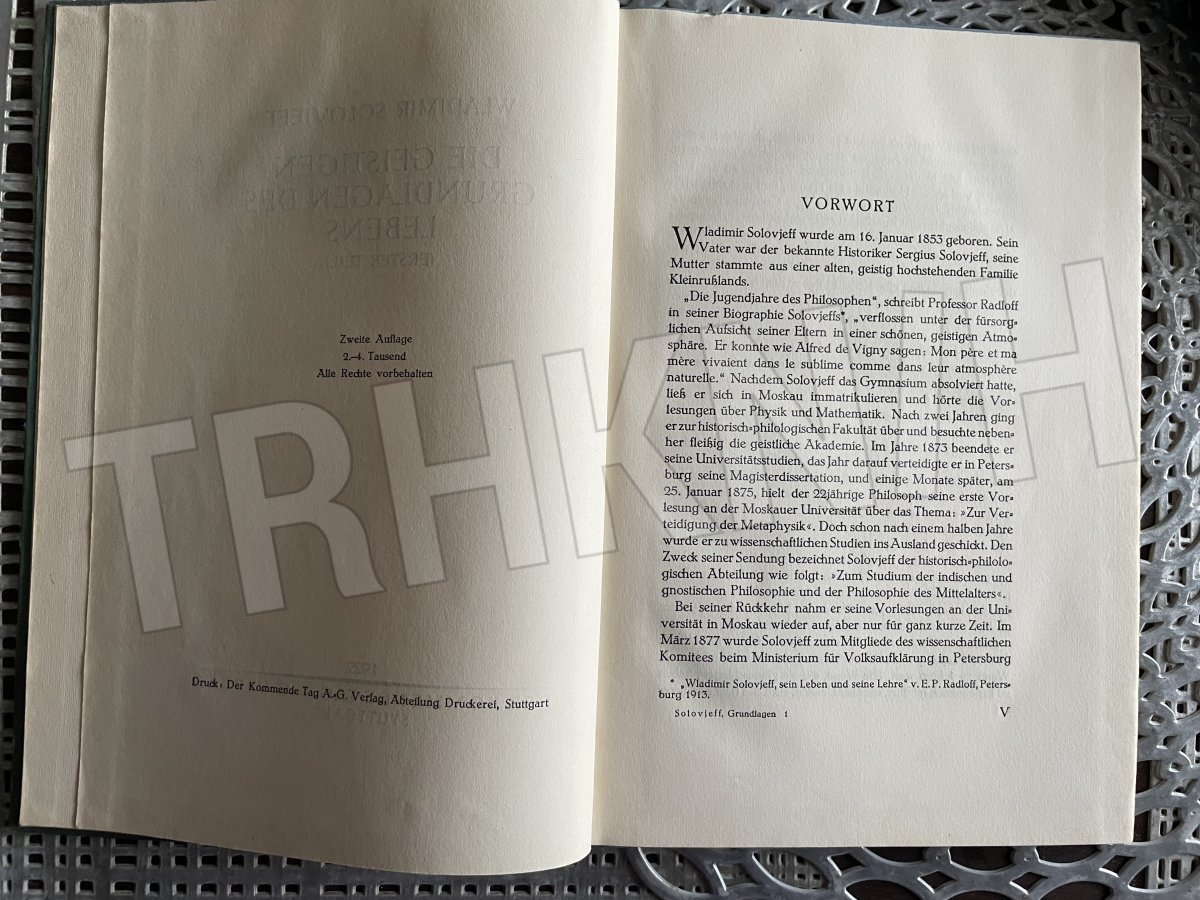 WLADIMIR SOLOVJEFF
DIE GEISTIGEN
GRUNDLAGEN DES
LEBENS
(ERSTER TEIL)
Zweite Auflage
2.–4. Tausend
Alle Rechte vorbehalten
1922
Druck: Der Kommende Tag A.-G. Verlag, Abteilung Druckerei, Stuttgart
STUTTGART
VORWORT
Wladimir Solovjeff wurde am 16. Januar 1853 geboren. Sein
Vater war der bekannte Historiker Sergius Solovjeff, seine
Mutter stammte aus einer alten, geistig hochstehenden Familie
Kleinrußlands.
„Die Jugendjahre des Philosophen“, schreibt Professor Radloff
in seiner Biographie Solovjeffs*, „verflossen unter der fürsorg-
lichen Aufsicht seiner Eltern in einer schönen, geistigen Atmo-
sphäre. Er konnte wie Alfred de Vigny sagen: Mon père et ma
mère vivaient dans le sublime comme dans leur atmosphère
naturelle.“ Nachdem Solovjeff das Gymnasium absolviert hatte,
ließ er sich in Moskau immatrikulieren und hörte die Vor-
lesungen über Physik und Mathematik. Nach zwei Jahren ging
er zur historisch-philologischen Fakultät über und besuchte neben-
her fleißig die geistliche Akademie. Im Jahre 1873 beendete er
seine Universitätsstudien, das Jahr darauf verteidigte er in Peters-
burg seine Magisterdissertation, und einige Monate später, am
25. Januar 1875, hielt der 22jährige Philosoph seine erste Vor-
lesung an der Moskauer Universität über das Thema: »Zur Ver-
teidigung der Metaphysik«. Doch schon nach einem halben Jahre
wurde er zu wissenschaftlichen Studien ins Ausland geschickt. Den
Zweck seiner Sendung bezeichnet Solovjeff der historisch-philolo-
gischen Abteilung wie folgt: »Zum Studium der indischen und
gnostischen Philosophie und der Philosophie des Mittelalters«.
Bei seiner Rückkehr nahm er seine Vorlesungen an der Uni-
versität in Moskau wieder auf, aber nur für ganz kurze Zeit. Im
März 1877 wurde Solovjeff zum Mitgliede des wissenschaftlichen
Komitees beim Ministerium für Volksaufklärung in Petersburg
* „Wladimir Solovjeff, sein Leben und seine Lehre“ v. E. P. Radloff, Peters-
burg 1913.
Solovjeff, Grundlagen 1
V
TRHKNIH